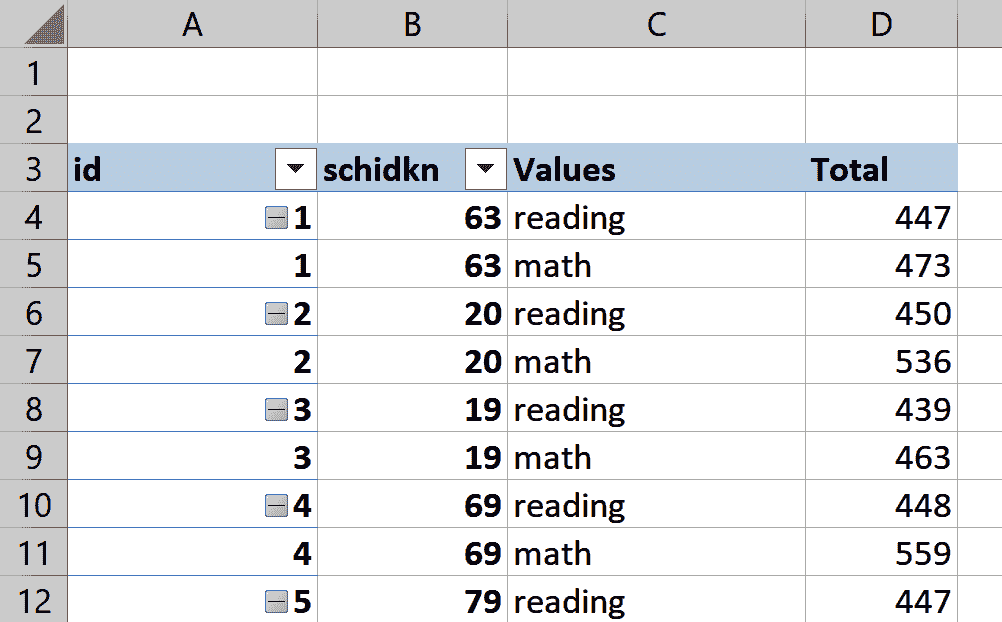 A B C D
1
2
3 id schidkn Values Total
4 1 63 reading 447
5 1 63 math 473
6 2 20 reading 450
7 2 20 math 536
8 3 19 reading 439
9 3 19 math 463
10 4 69 reading 448
11 4 69 math 559
12 5 79 reading 447